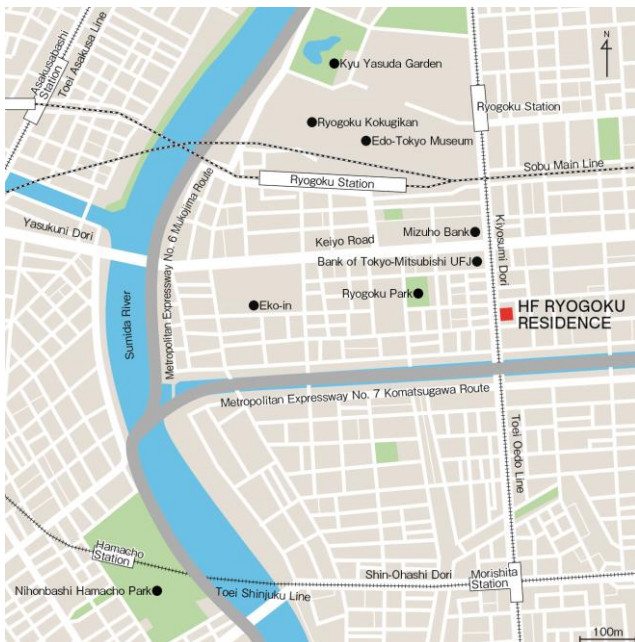 Asakusabashi
Station
Toei Asakusa Line
N
Kyu Yasuda Garden
Ryogoku Station
Ryogoku Kokugikan
Edo-Tokyo Museum
Sobu Main Line
Ryogoku Station
Yasukuni Dori
Metropolitan Expressway No. 6 Mukojima Route
Kiyosumi Dori
Mizuho Bank
Keiyo Road
Bank of Tokyo-Mitsubishi UFJ
Ryogoku Park
Sumida River
Eko-in
HF RYOGOKU
RESIDENCE
Metropolitan Expressway No. 7 Komatsugawa Route
Toei Oedo Line
Hamacho
Station
Shin-Ohashi Dori
Morishita
Station
Nihonbashi Hamacho Park
Toei Shinjuku Line
100m